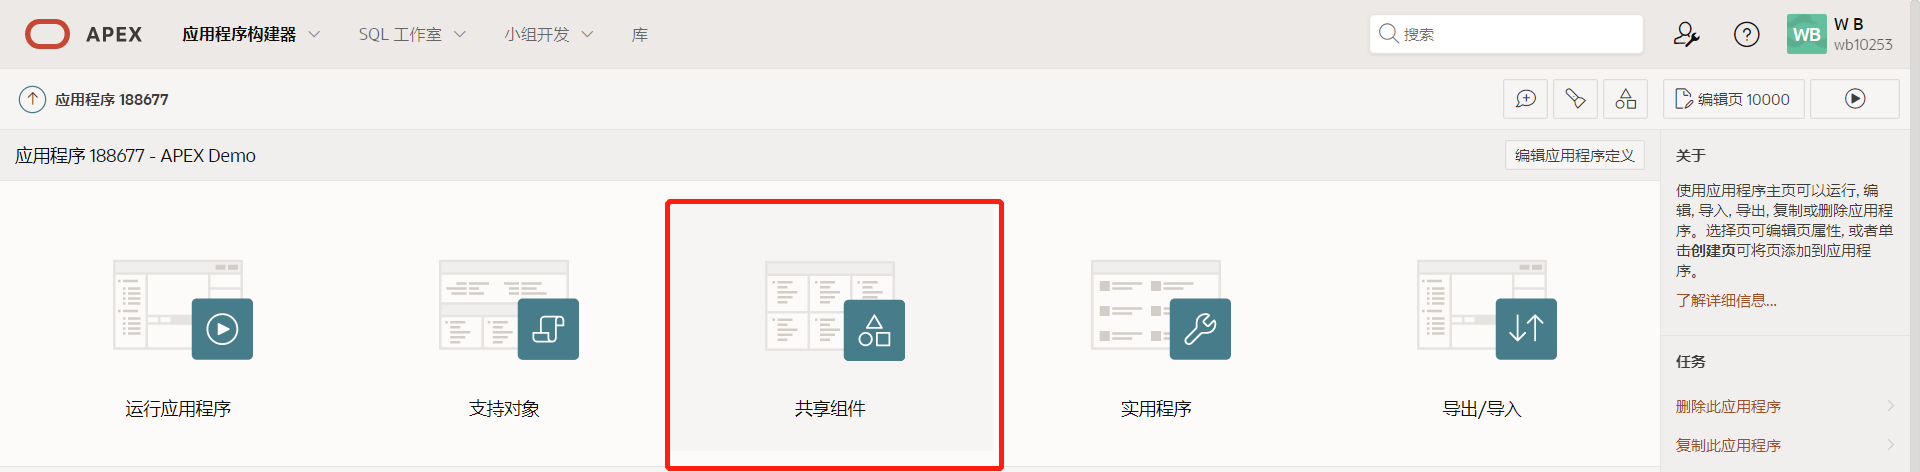 APEX 应用程序构建器 SQL 工作室 小组开发 库 搜索 WB W B
wb10253
应用程序 188677 编辑页 10000
应用程序 188677 - APEX Demo 编辑应用程序定义
运行应用程序 支持对象 共享组件 实用程序 导出/导入
关于
使用应用程序主页可以运行, 编
辑, 导入, 导出, 复制或删除应用程
序。选择页可编辑页属性, 或者单
击创建页可将页添加到应用程
序。
了解详细信息...
任务
删除此应用程序
复制此应用程序